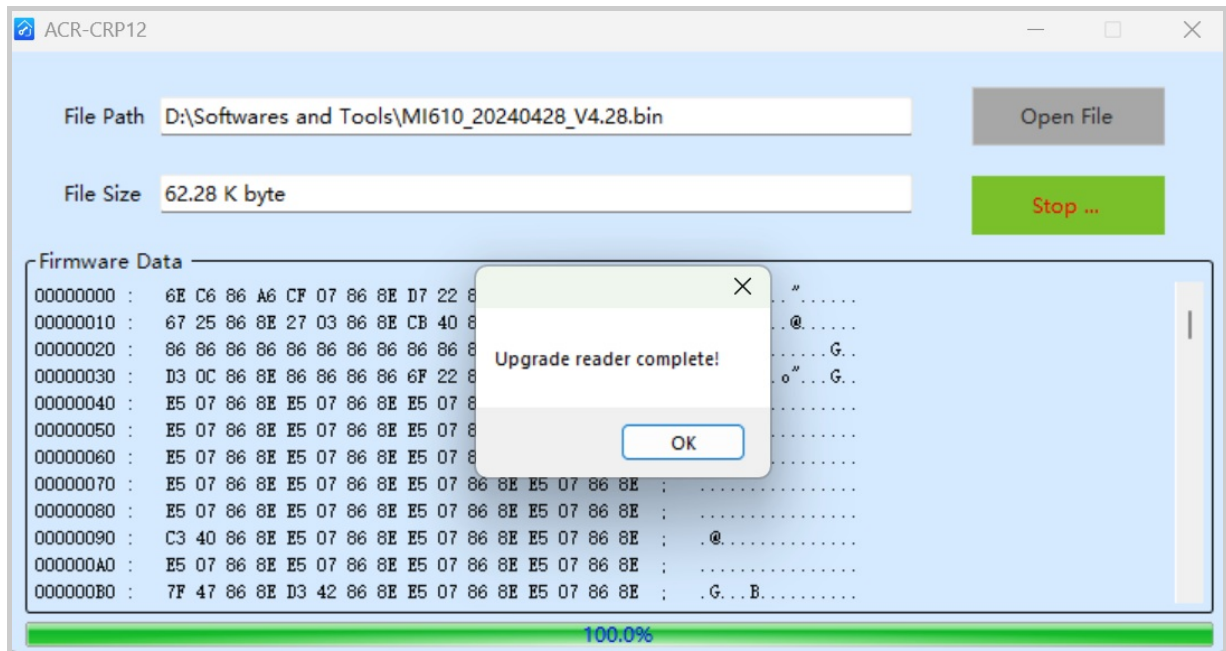 ACR-CRP12
File Path D:\Softwares and Tools\MI610_20240428_V4.28.bin Open File
File Size 62.28 K byte
Stop ...
Firmware Data
00000000 : 6E C6 86 A6 CF 07 86 8E D7 22 8 . . " . . . . . .
00000010 : 67 25 86 8E 27 03 86 8E CB 40 8 . . @. . . . . .
00000020 : 86 86 86 86 86 86 86 86 86 86 8 . . . . . . G. .
00000030 : D3 0C 86 8E 86 86 86 86 6F 22 8 . o" . . . G. .
00000040 : E5 07 86 8E E5 07 86 8E E5 07 8 . . . . . . . . .
00000050 : E5 07 86 8E E5 07 86 8E E5 07 8 . . . . . . . . .
00000060 : E5 07 86 8E E5 07 86 8E E5 07 8 . . . . . . . . .
00000070 : E5 07 86 8E E5 07 86 8E E5 07 86 8E E5 07 86 8E ; ................
00000080 : E5 07 86 8E E5 07 86 8E E5 07 86 8E E5 07 86 8E ; ................
00000090 : C3 40 86 8E E5 07 86 8E E5 07 86 8E E5 07 86 8E ; .@..............
000000A0 : E5 07 86 8E E5 07 86 8E E5 07 86 8E E5 07 86 8E ; ................
000000B0 : 7F 47 86 8E D3 42 86 8E E5 07 86 8E E5 07 86 8E ; .G...B..........
Upgrade reader complete!
OK
100.0%